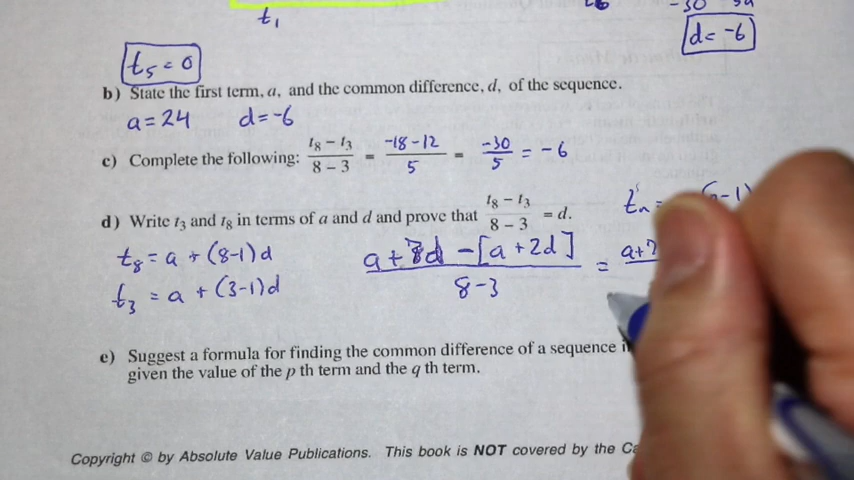 t₁
-30
d = -6
t₅ = 0
b) State the first term, a, and the common difference, d, of the sequence.
a = 24 d = -6
c) Complete the following: t₈ – t₃ / 8 – 3 = -18 - 12 / 5 = -30 / 5 = -6
d) Write t₃ and t₈ in terms of a and d and prove that t₈ – t₃ / 8 – 3 = d.
tₙ = -1)
t₈ = a + (8-1)d
a + 7d - [a + 2d] / 8 - 3 = a+7
t₃ = a + (3-1)d
e) Suggest a formula for finding the common difference of a sequence
given the value of the p th term and the q th term.
Copyright © by Absolute Value Publications. This book is NOT covered by the